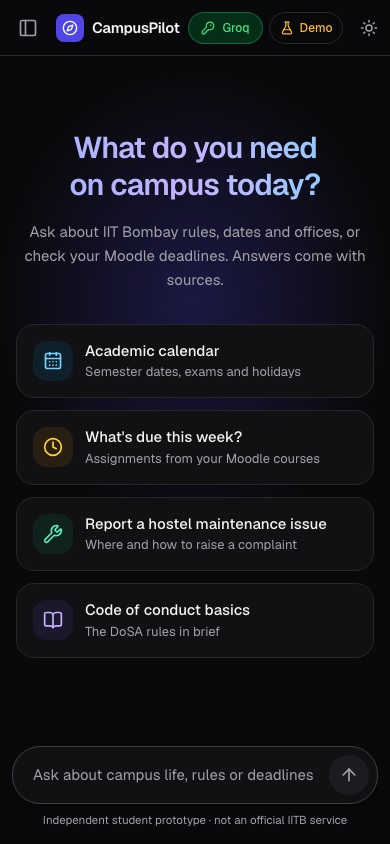 CampusPilot
Groq
Demo
What do you need
on campus today?
Ask about IIT Bombay rules, dates and offices, or
check your Moodle deadlines. Answers come with
sources.
Academic calendar
Semester dates, exams and holidays
What's due this week?
Assignments from your Moodle courses
Report a hostel maintenance issue
Where and how to raise a complaint
Code of conduct basics
The DoSA rules in brief
Ask about campus life, rules or deadlines
Independent student prototype · not an official IITB service